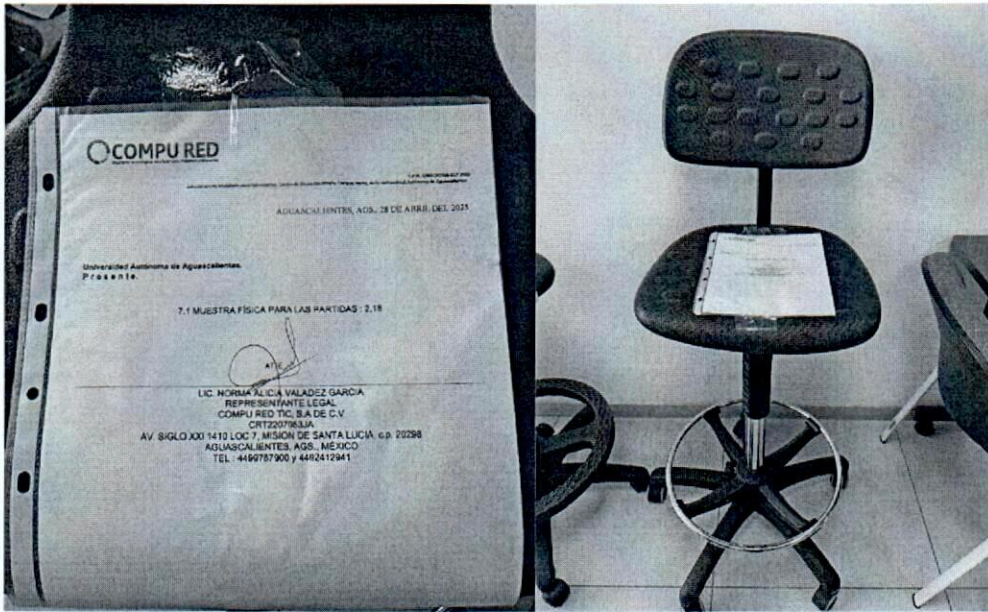 COMPU RED
AGUASCALIENTES, AGS., 28 DE ABRIL DEL 2025
Universidad Autónoma de Aguascalientes.
Presente.
7.1 MUESTRA FÍSICA PARA LAS PARTIDAS : 2,18
LIC. NORMA ALICIA VALADEZ GARCIA
REPRESENTANTE LEGAL
COMPU RED TIC, S.A DE C.V
CRT2207063JA
AV. SIGLO XXI 1410 LOC 7, MISION DE SANTA LUCIA, c.p. 20298
AGUASCALIENTES, AGS., MÉXICO
TEL : 4499787900 y 4492412941